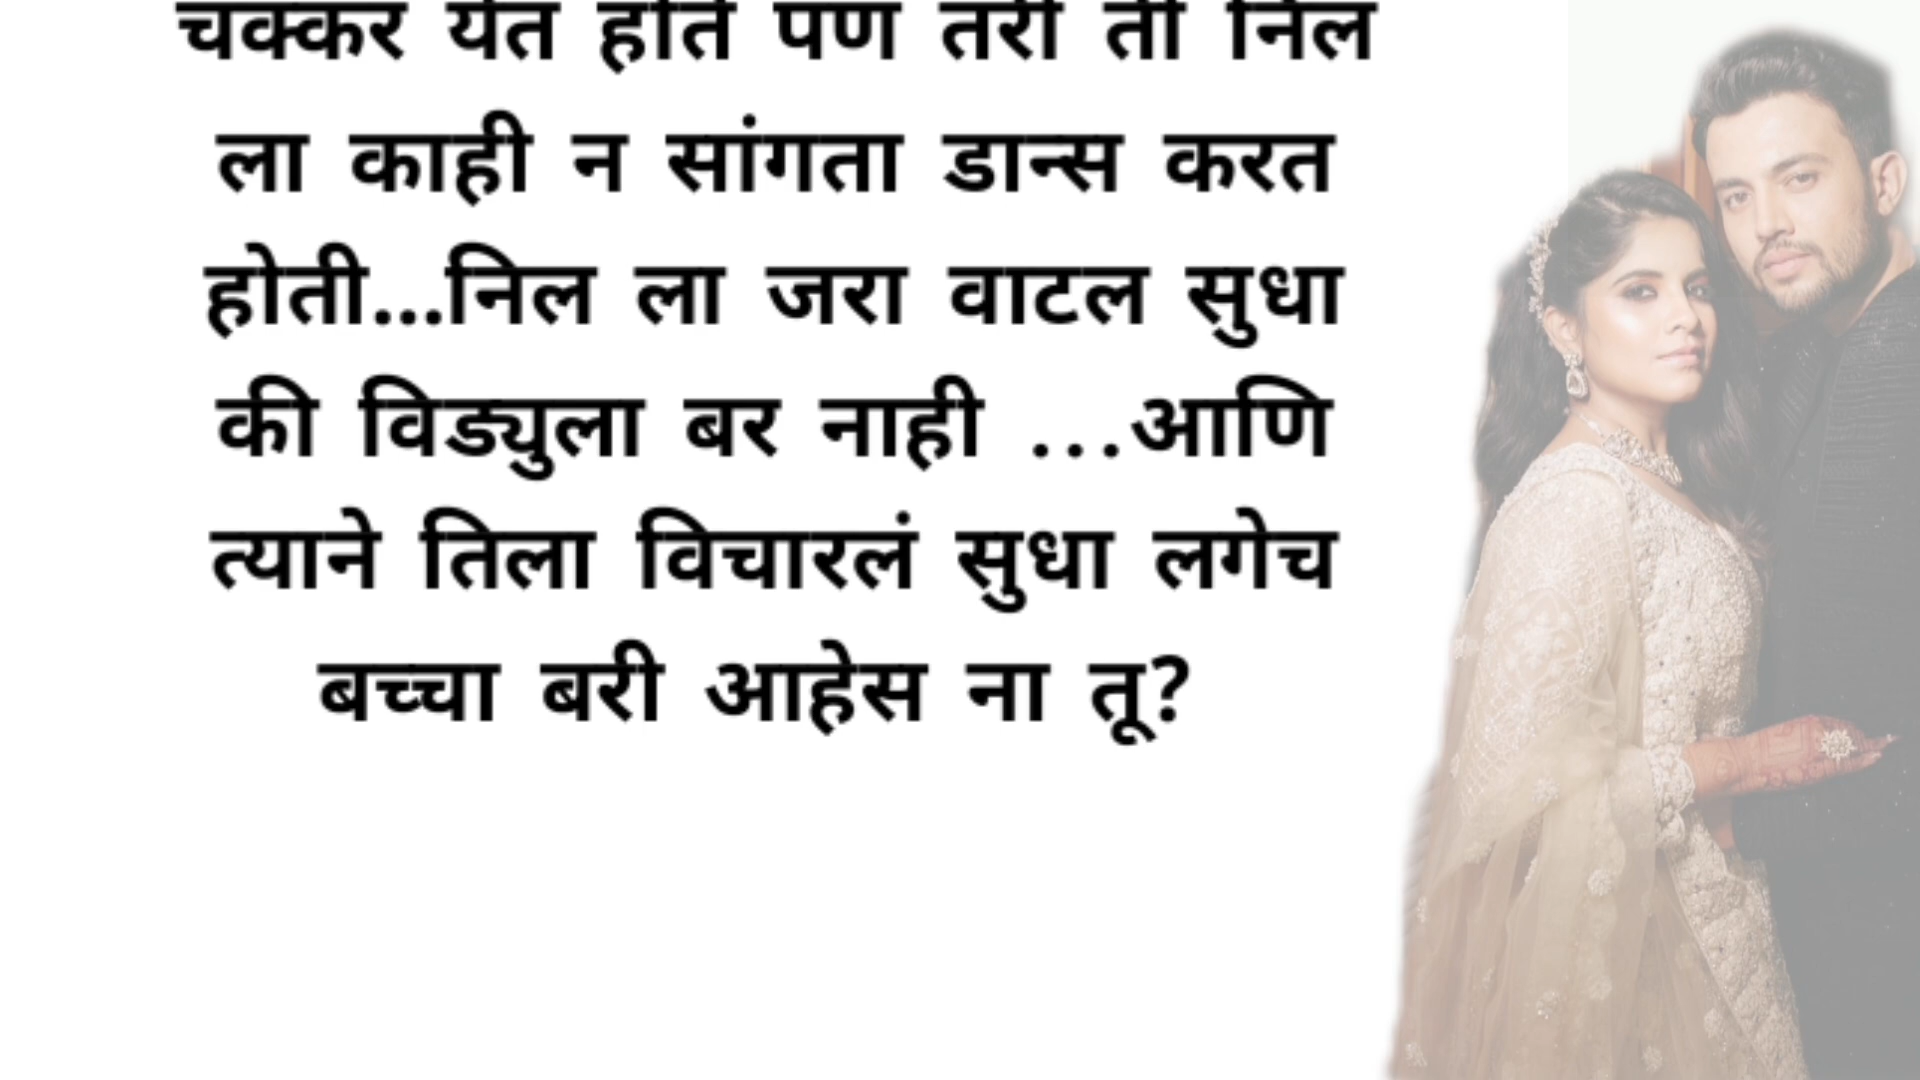 चक्कर येत होते पण तरी ती निल
ला काही न सांगता डान्स करत
होती...निल ला जरा वाटल सुधा
की विड्युला बर नाही ...आणि
त्याने तिला विचारलं सुधा लगेच
बच्चा बरी आहेस ना तू?